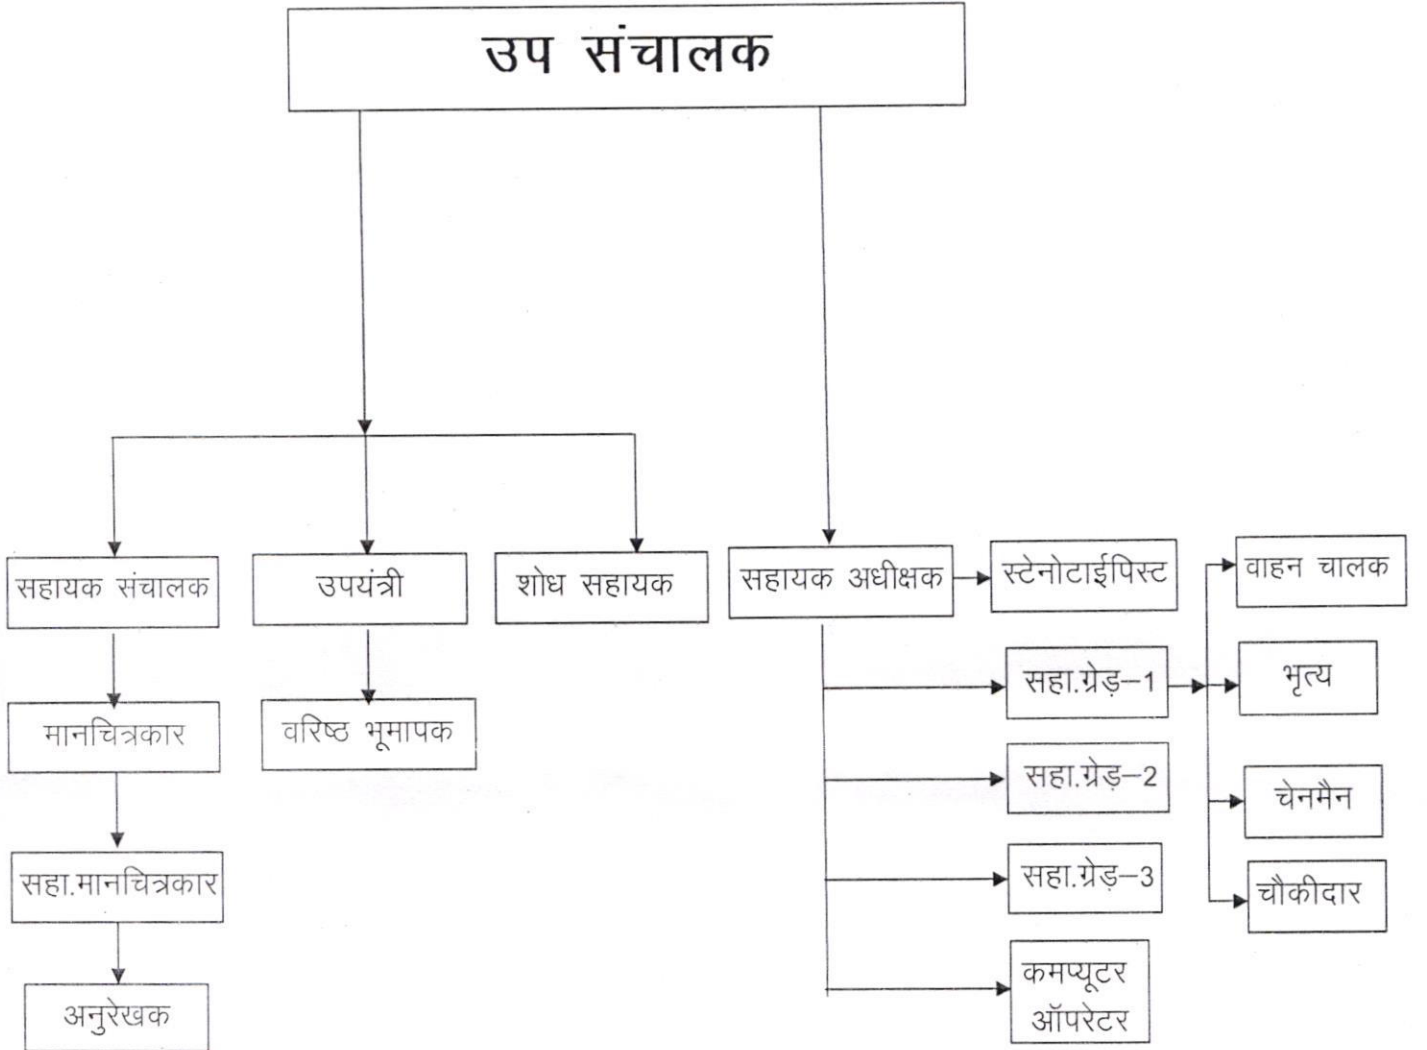 उप संचालक
सहायक संचालक
उपयंत्री
शोध सहायक
सहायक अधीक्षक
स्टेनोटाईपिस्ट
वाहन चालक
सहा.ग्रेड़–1
भृत्य
मानचित्रकार
वरिष्ठ भूमापक
सहा.ग्रेड़–2
चेनमैन
सहा.मानचित्रकार
सहा.ग्रेड़–3
चौकीदार
अनुरेखक
कमप्यूटर
ऑपरेटर